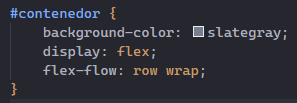 #contenedor {
    background-color: slategray;
    display: flex;
    flex-flow: row wrap;
}